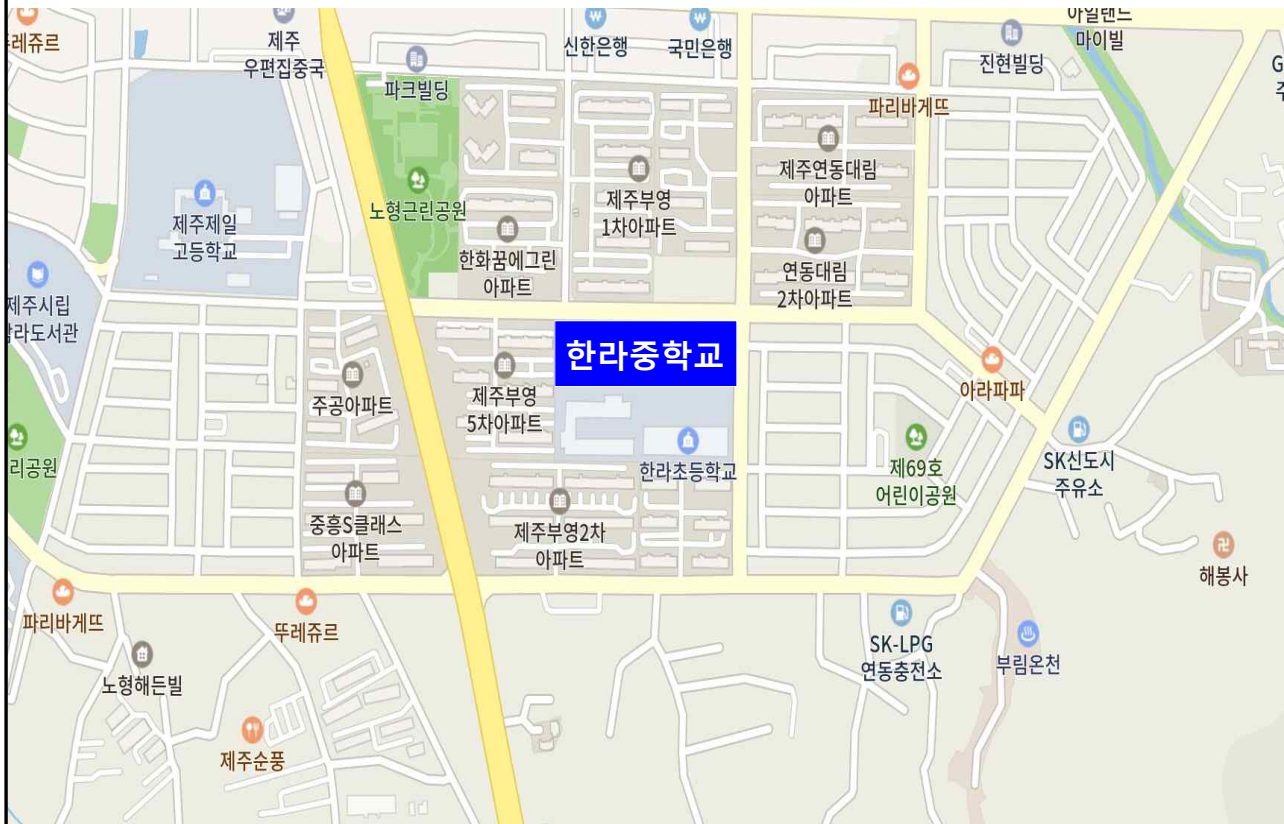 아일랜드
마이빌
뚜레쥬르
제주
우편집중국
신한은행
국민은행
진현빌딩
파크빌딩
파리바게뜨
제주제일
고등학교
노형근린공원
제주부영
1차아파트
제주연동대림
아파트
한화꿈에그린
아파트
연동대림
2차아파트
제주시립
탐라도서관
한라중학교
주공아파트
제주부영
5차아파트
아라파파
리공원
한라초등학교
제69호
어린이공원
SK신도시
주유소
중흥S클래스
아파트
제주부영2차
아파트
해봉사
파리바게뜨
뚜레쥬르
SK-LPG
연동충전소
부림온천
노형해든빌
제주순풍